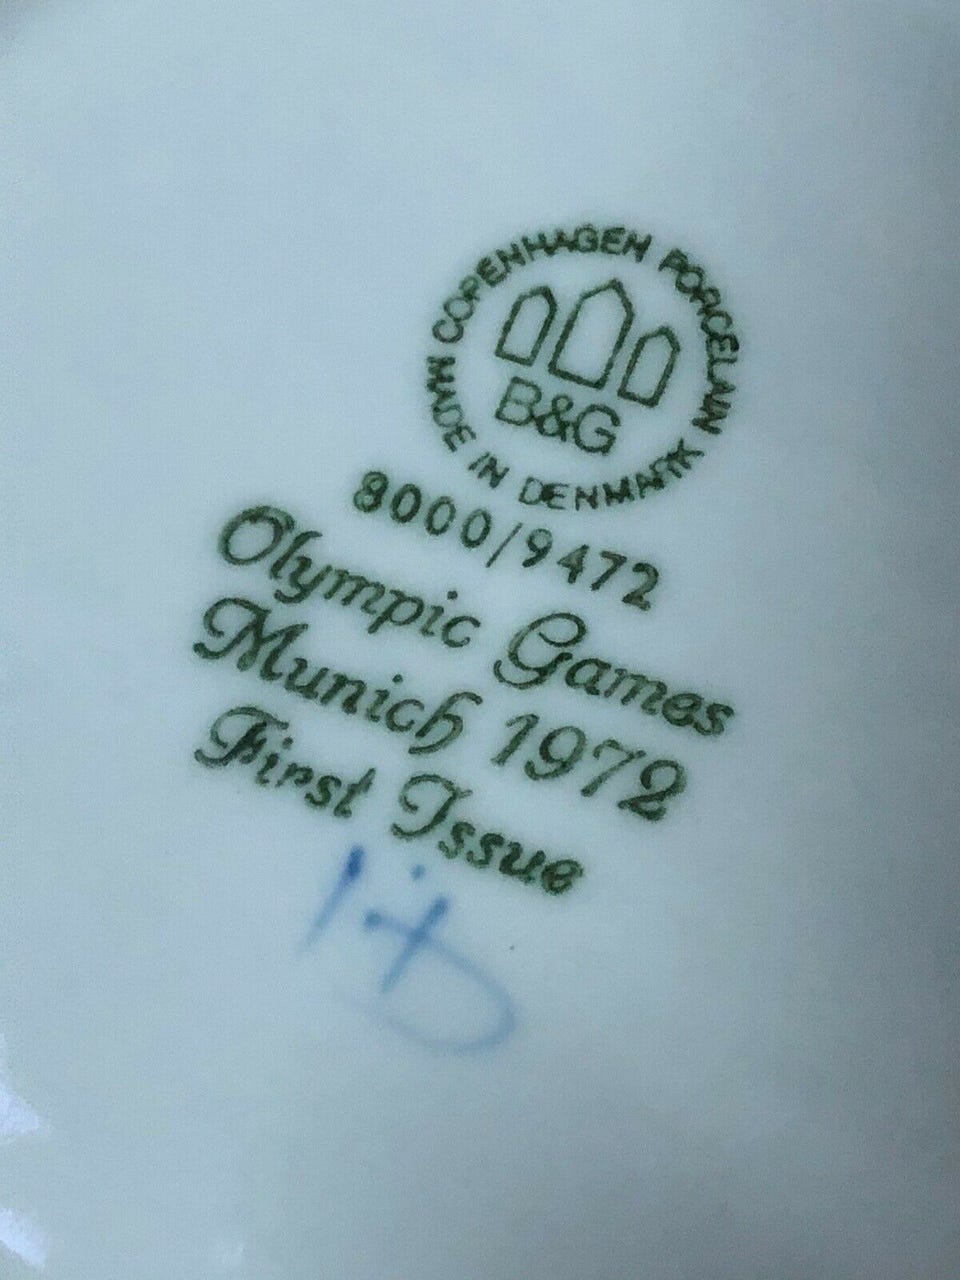 COPENHAGEN PORCELAIN
MADE IN DENMARK
B&G
8000/9472
Olympic Games
Munich 1972
First Issue